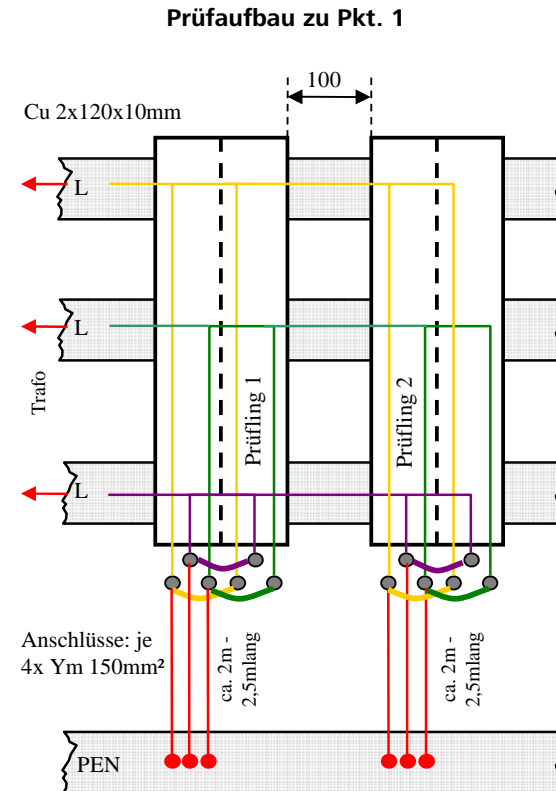 Prüfaufbau zu Pkt. 1
100
Cu 2x120x10mm
L
L
Trafo
Prüfling 1
Prüfling 2
L
Anschlüsse: je
4x Ym 150mm²
ca. 2m -
2,5mlang
ca. 2m -
2,5mlang
PEN